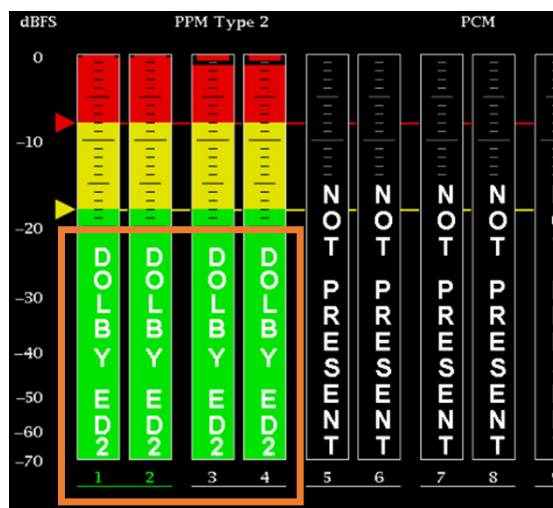 dBFS PPM Type 2 PCM
0
-10
-20
-30
-40
-50
-60
-70
DOLBY ED2
DOLBY ED2
DOLBY ED2
DOLBY ED2
NOT PRESENT
NOT PRESENT
NOT PRESENT
NOT PRESENT
1 2 3 4 5 6 7 8